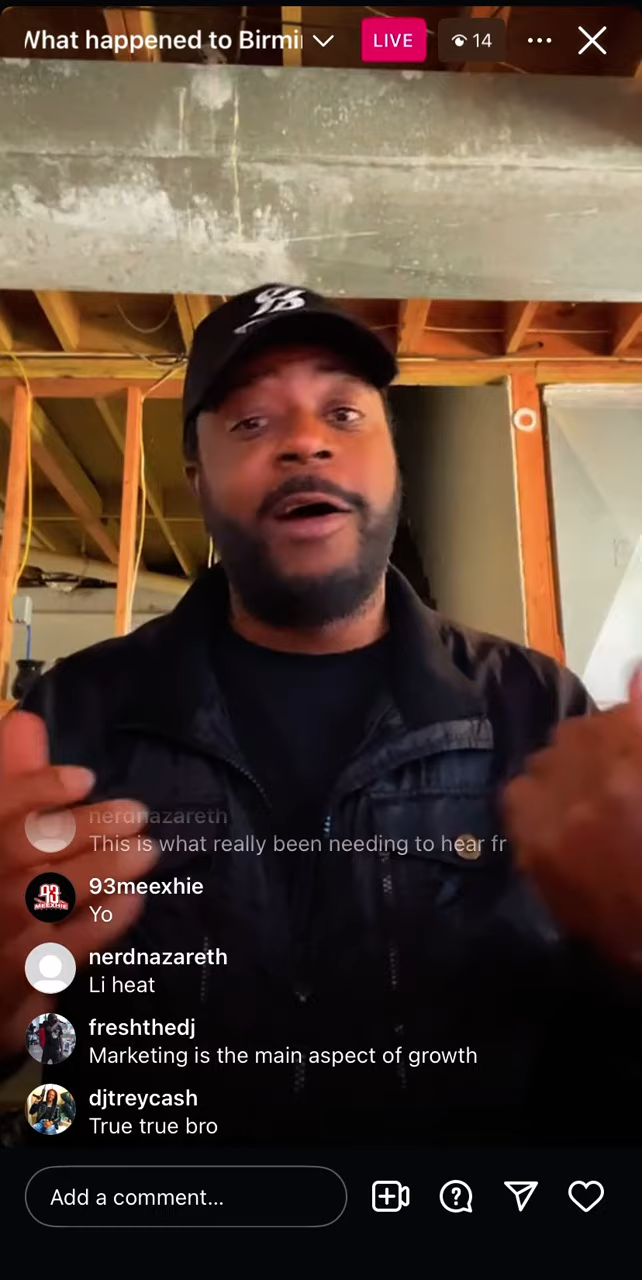 What happened to Birmi
LIVE
14
nerdnazareth
This is what really been needing to hear fr
93meexhie
Yo
nerdnazareth
Li heat
freshthedj
Marketing is the main aspect of growth
djtreycash
True true bro
Add a comment...